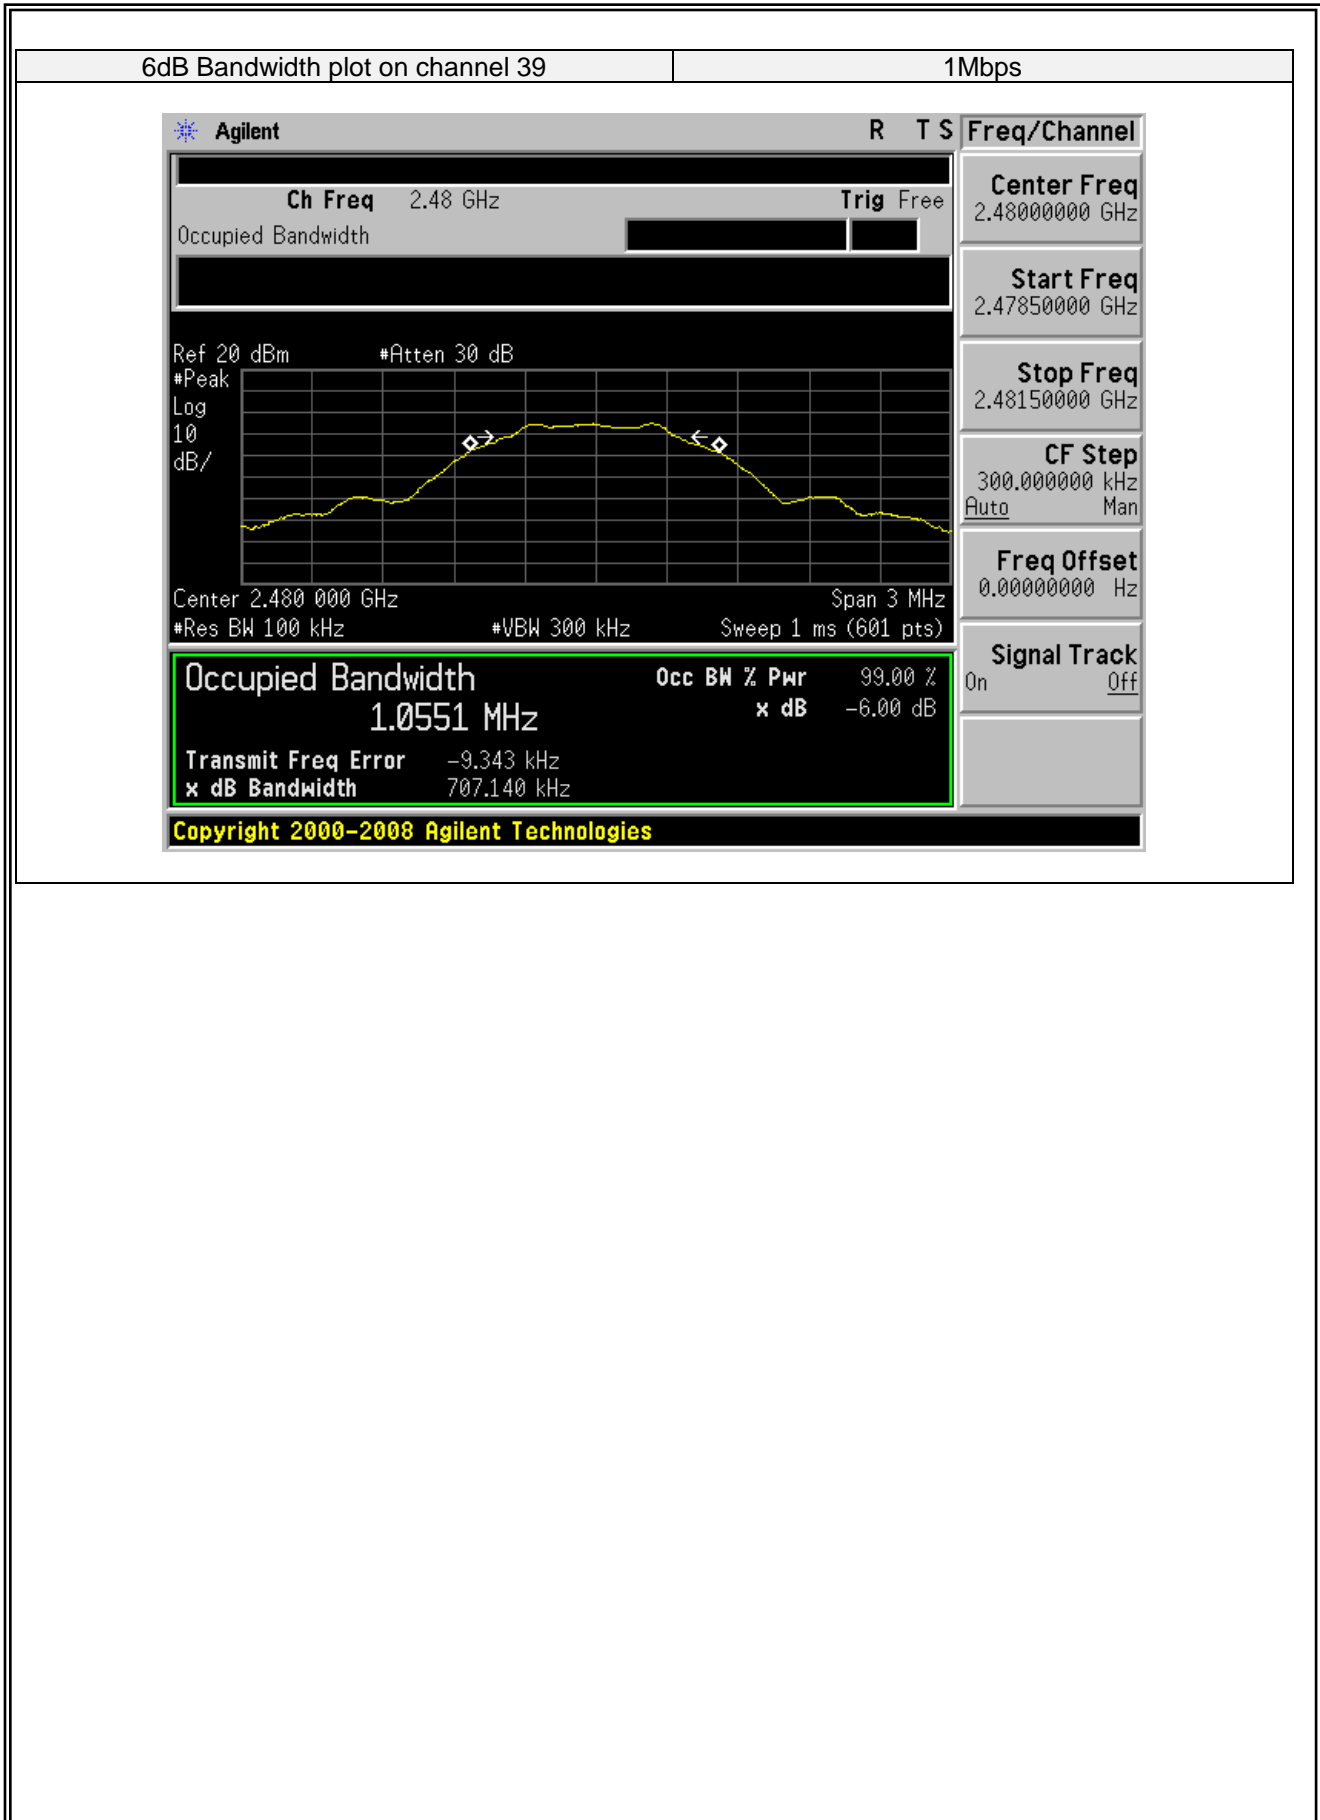 6dB Bandwidth plot on channel 39 1Mbps
Agilent R T S Freq/Channel
Ch Freq 2.48 GHz Trig Free
Occupied Bandwidth
Center Freq
2.48000000 GHz
Start Freq
2.47850000 GHz
Stop Freq
2.48150000 GHz
CF Step
300.000000 kHz
Auto Man
Freq Offset
0.00000000 Hz
Signal Track
On Off
Ref 20 dBm #Atten 30 dB
#Peak
Log
10
dB/
Center 2.480 000 GHz Span 3 MHz
#Res BW 100 kHz #VBW 300 kHz Sweep 1 ms (601 pts)
Occupied Bandwidth Occ BW % Pwr 99.00 %
1.0551 MHz x dB -6.00 dB
Transmit Freq Error -9.343 kHz
x dB Bandwidth 707.140 kHz
Copyright 2000-2008 Agilent Technologies